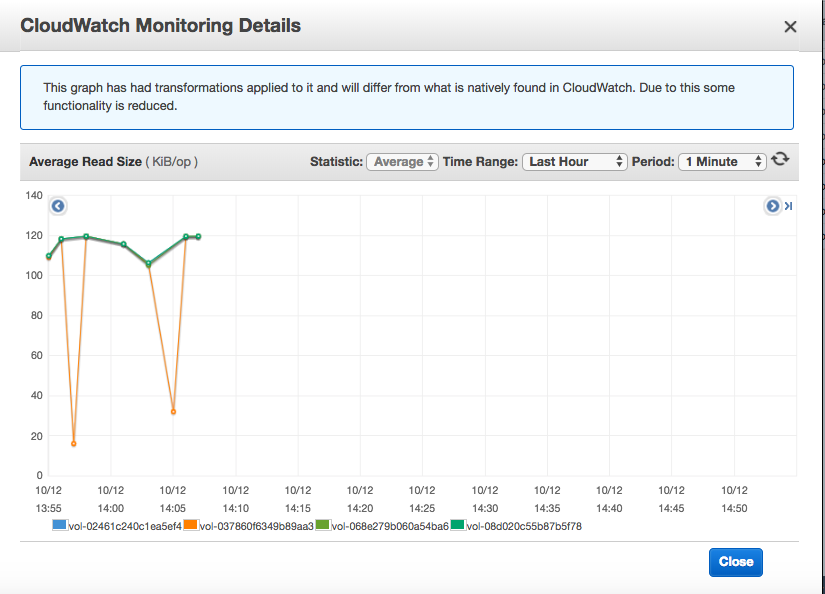 CloudWatch Monitoring Details
This graph has had transformations applied to it and will differ from what is natively found in CloudWatch. Due to this some
functionality is reduced.
Average Read Size ( KiB/op ) Statistic: Average Time Range: Last Hour Period: 1 Minute
140
120
100
80
60
40
20
0
10/12 10/12 10/12 10/12 10/12 10/12 10/12 10/12 10/12 10/12 10/12 10/12
13:55 14:00 14:05 14:10 14:15 14:20 14:25 14:30 14:35 14:40 14:45 14:50
vol-02461c240c1ea5ef4 vol-037860f6349b89aa3 vol-068e279b060a54ba6 vol-08d020c55b87b5f78
Close